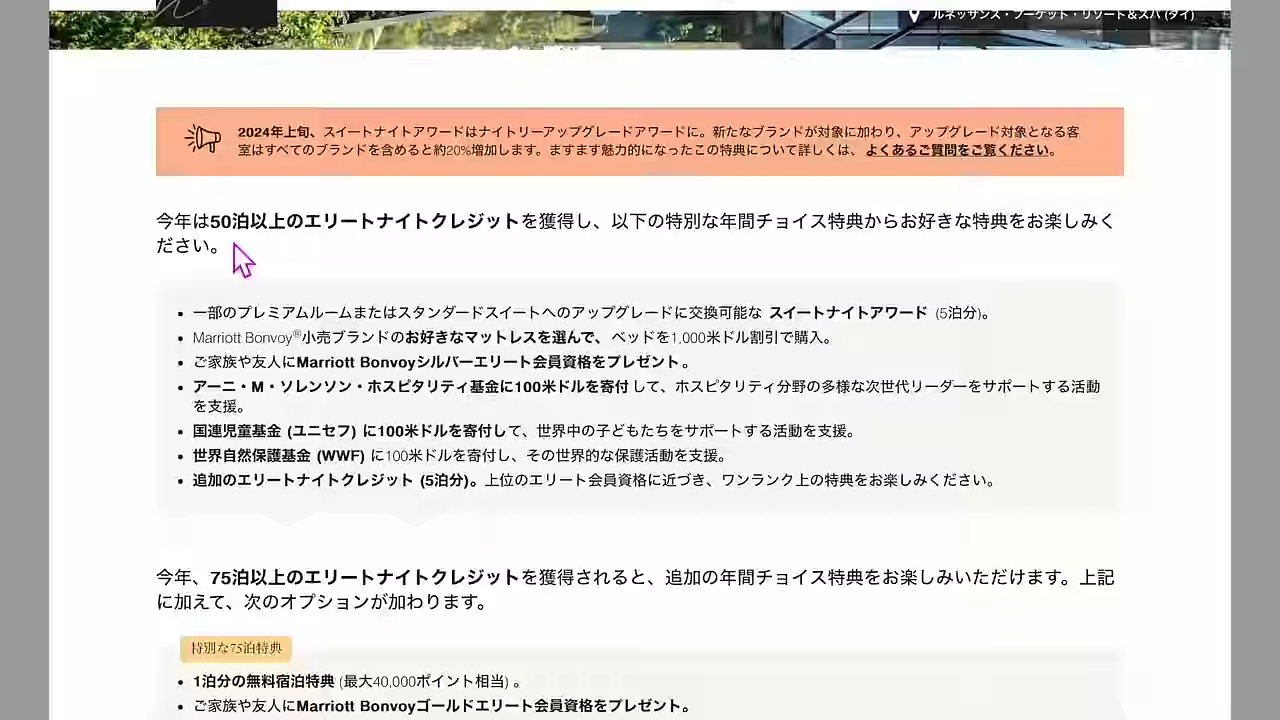 ルネッサンス・プーケット・リゾート＆スパ (タイ)
2024年上旬、スイートナイトアワードはナイトリーアップグレードアワードに。新たなブランドが対象に加わり、アップグレード対象となる客
室はすべてのブランドを含めると約20%増加します。ますます魅力的になったこの特典について詳しくは、 よくあるご質問をご覧ください。
今年は50泊以上のエリートナイトクレジットを獲得し、以下の特別な年間チョイス特典からお好きな特典をお楽しみく
ださい。
• 一部のプレミアムルームまたはスタンダードスイートへのアップグレードに交換可能な スイートナイトアワード (5泊分)。
• Marriott Bonvoy®小売ブランドのお好きなマットレスを選んで、ベッドを1,000米ドル割引で購入。
• ご家族や友人にMarriott Bonvoyシルバーエリート会員資格をプレゼント。
• アーニ・M・ソレンソン・ホスピタリティ基金に100米ドルを寄付 して、ホスピタリティ分野の多様な次世代リーダーをサポートする活動
を支援。
• 国連児童基金 (ユニセフ) に100米ドルを寄付して、世界中の子どもたちをサポートする活動を支援。
• 世界自然保護基金 (WWF) に100米ドルを寄付し、その世界的な保護活動を支援。
• 追加のエリートナイトクレジット (5泊分)。上位のエリート会員資格に近づき、ワンランク上の特典をお楽しみください。
今年、75泊以上のエリートナイトクレジットを獲得されると、追加の年間チョイス特典をお楽しみいただけます。上記
に加えて、次のオプションが加わります。
特別な75泊特典
• 1泊分の無料宿泊特典 (最大40,000ポイント相当) 。
• ご家族や友人にMarriott Bonvoyゴールドエリート会員資格をプレゼント。